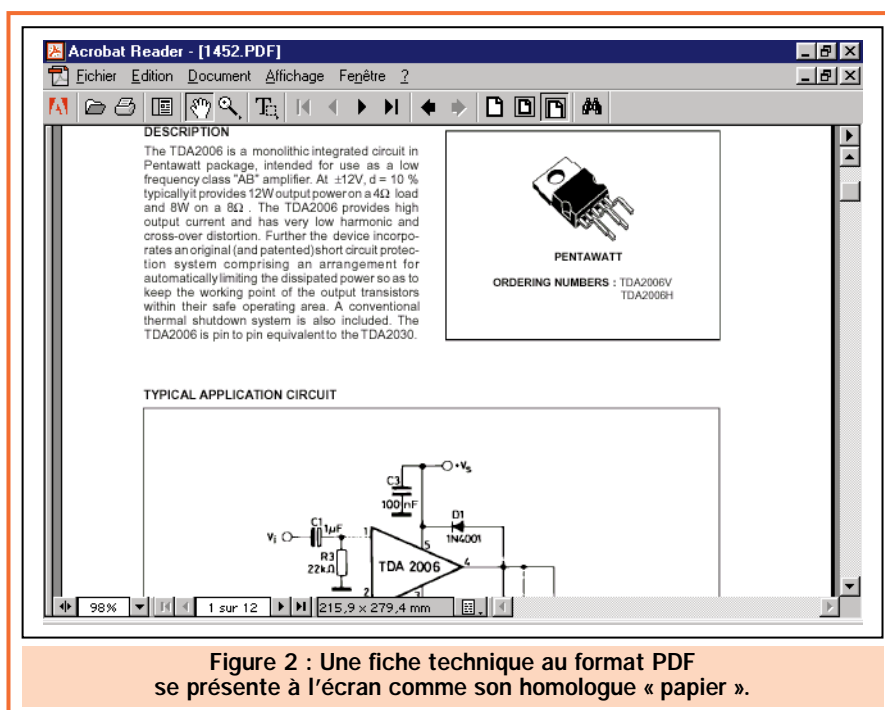 Acrobat Reader - [1452.PDF]
Fichier Edition Document Affichage Fenêtre ?
DESCRIPTION
The TDA2006 is a monolithic integrated circuit in
Pentawatt package, intended for use as a low
frequency class "AB" amplifier. At ±12V, d = 10 %
typically it provides 12W output power on a 4Ω load
and 8W on a 8Ω . The TDA2006 provides high
output current and has very low harmonic and
cross-over distortion. Further the device incorpo-
rates an original (and patented) short circuit protec-
tion system comprising an arrangement for
automatically limiting the dissipated power so as to
keep the working point of the output transistors
within their safe operating area. A conventional
thermal shutdown system is also included. The
TDA2006 is pin to pin equivalent to the TDA2030.
PENTAWATT
ORDERING NUMBERS : TDA2006V
TDA2006H
TYPICAL APPLICATION CIRCUIT
+Vs
C3
100 nF
D1
1N4001
C1
1µF
Vi
1
5
R3
22kΩ
TDA 2006
4
2
98%
1 sur 12
215,9 x 279,4 mm
Figure 2 : Une fiche technique au format PDF
se présente à l'écran comme son homologue « papier ».